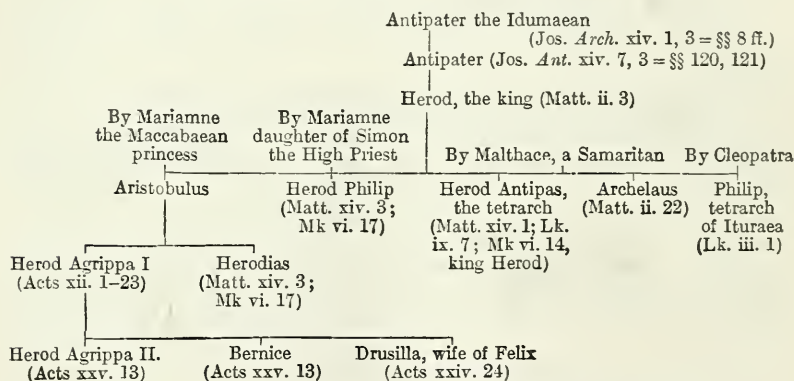 Antipater the Idumaean
(Jos. Arch. xiv. 1, 3 = §§ 8 ff.)
Antipater (Jos. Ant. xiv. 7, 3 = §§ 120, 121)
Herod, the king (Matt. ii. 3)
By Mariamne
the Maccabaean
princess
By Mariamne
daughter of Simon
the High Priest
By Malthace, a Samaritan
By Cleopatra
Aristobulus
Herod Philip
(Matt. xiv. 3;
Mk vi. 17)
Herod Antipas,
the tetrarch
(Matt. xiv. 1; Lk.
ix. 7; Mk vi. 14,
king Herod)
Archelaus
(Matt. ii. 22)
Philip,
tetrarch
of Ituraea
(Lk. iii. 1)
Herod Agrippa I
(Acts xii. 1–23)
Herodias
(Matt. xiv. 3;
Mk vi. 17)
Herod Agrippa II.
(Acts xxv. 13)
Bernice
(Acts xxv. 13)
Drusilla, wife of Felix
(Acts xxiv. 24)